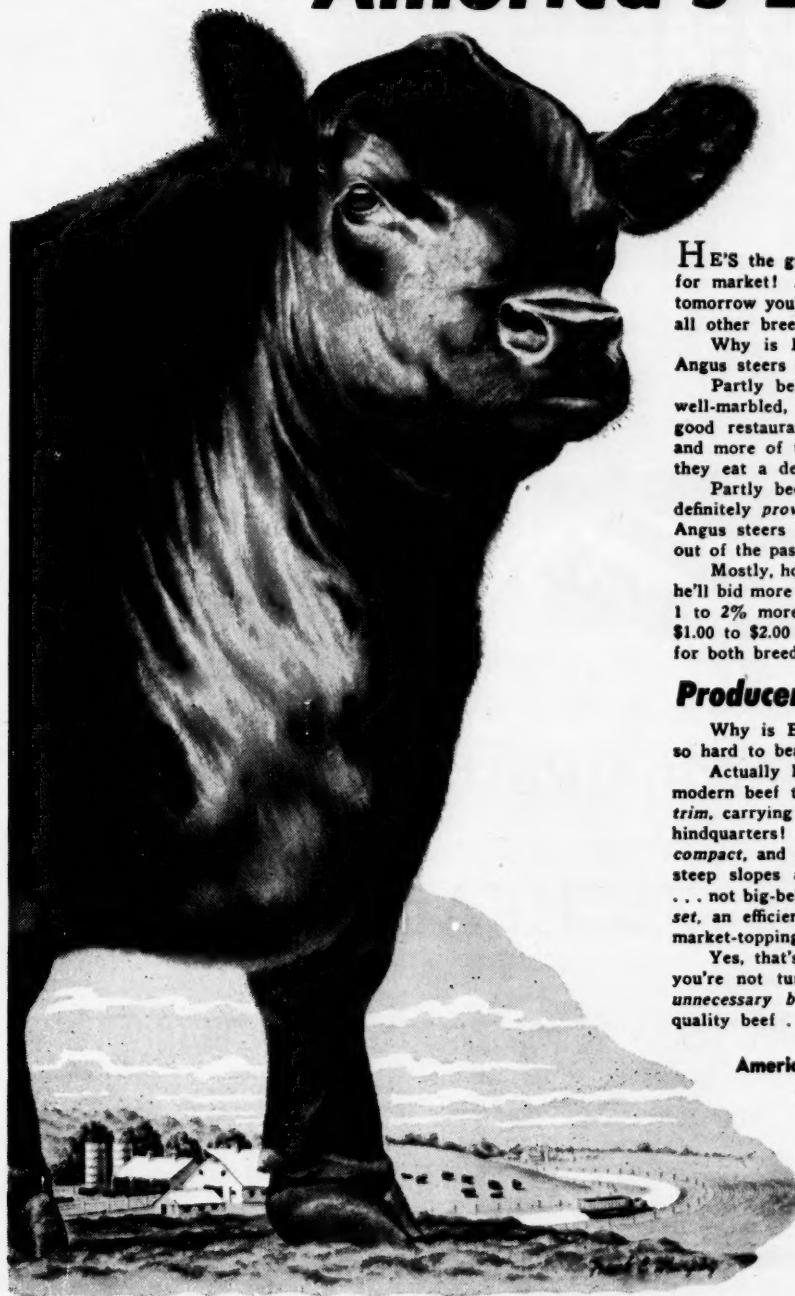 America's
HE'S the
for market!
tomorrow you
all other bree
Why is
Angus steers
Partly be
well-marbled,
good restaura
and more of
they eat a de
Partly bec
definitely prov
Angus steers
out of the pas
Mostly, ho
he'll bid more
1 to 2% more
$1.00 to $2.00
for both breed
Producer
Why is B
so hard to bea
Actually
modern beef t
trim, carrying
hindquarters!
compact, and
steep slopes
... not big-be
set, an efficien
market-topping
Yes, that's
you're not tu
unnecessary b
quality beef .
Americ
Frank C. Murphy